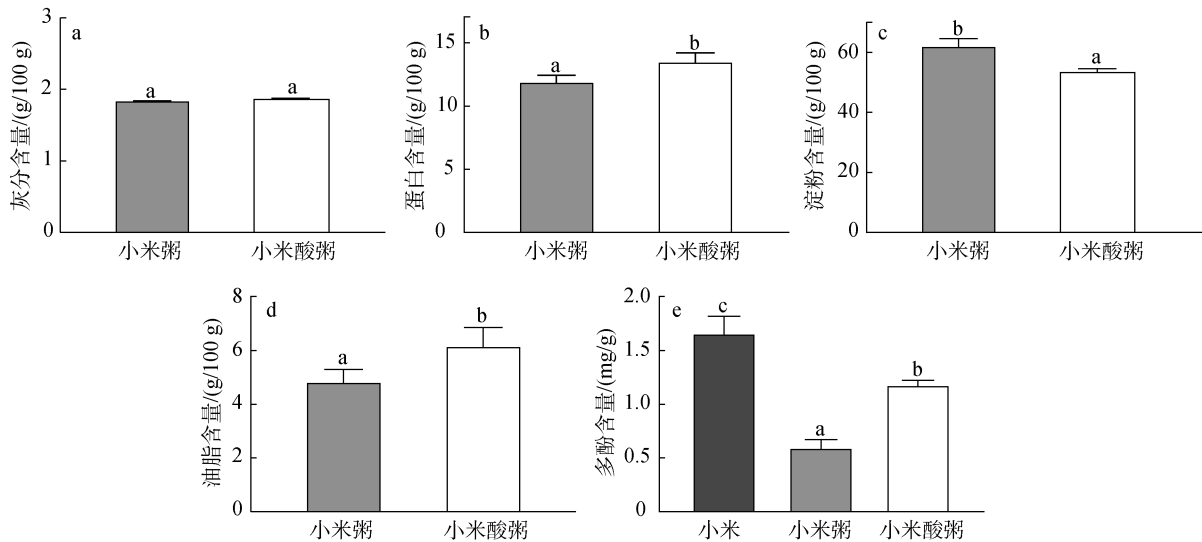 a
灰分含量/(g/100 g)
3
2
1
0
a
a
小米粥
小米酸粥
b
蛋白含量/(g/100 g)
15
10
5
0
a
b
小米粥
小米酸粥
c
淀粉含量/(g/100 g)
60
40
20
0
b
a
小米粥
小米酸粥
d
油脂含量/(g/100 g)
8
6
4
2
0
a
b
小米粥
小米酸粥
e
多酚含量/(mg/g)
2.0
1.5
1.0
0.5
0
c
a
b
小米
小米粥
小米酸粥